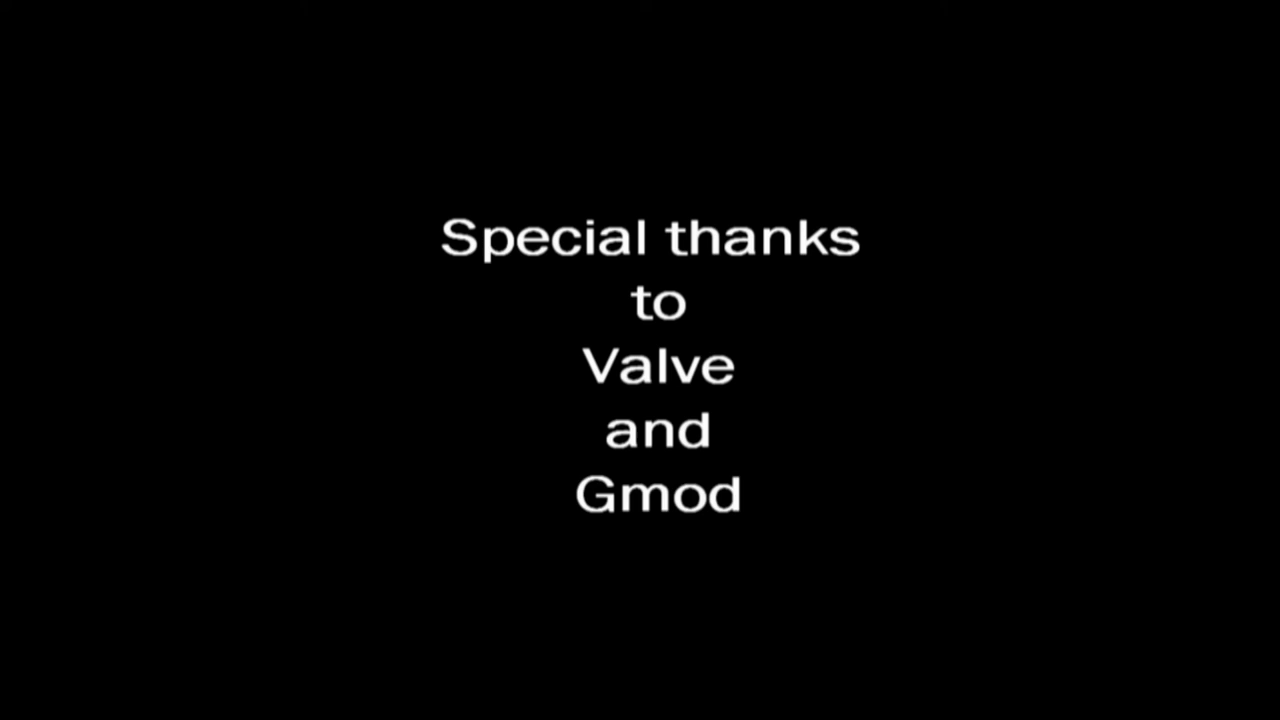 Special thanks
to
Valve
and
Gmod